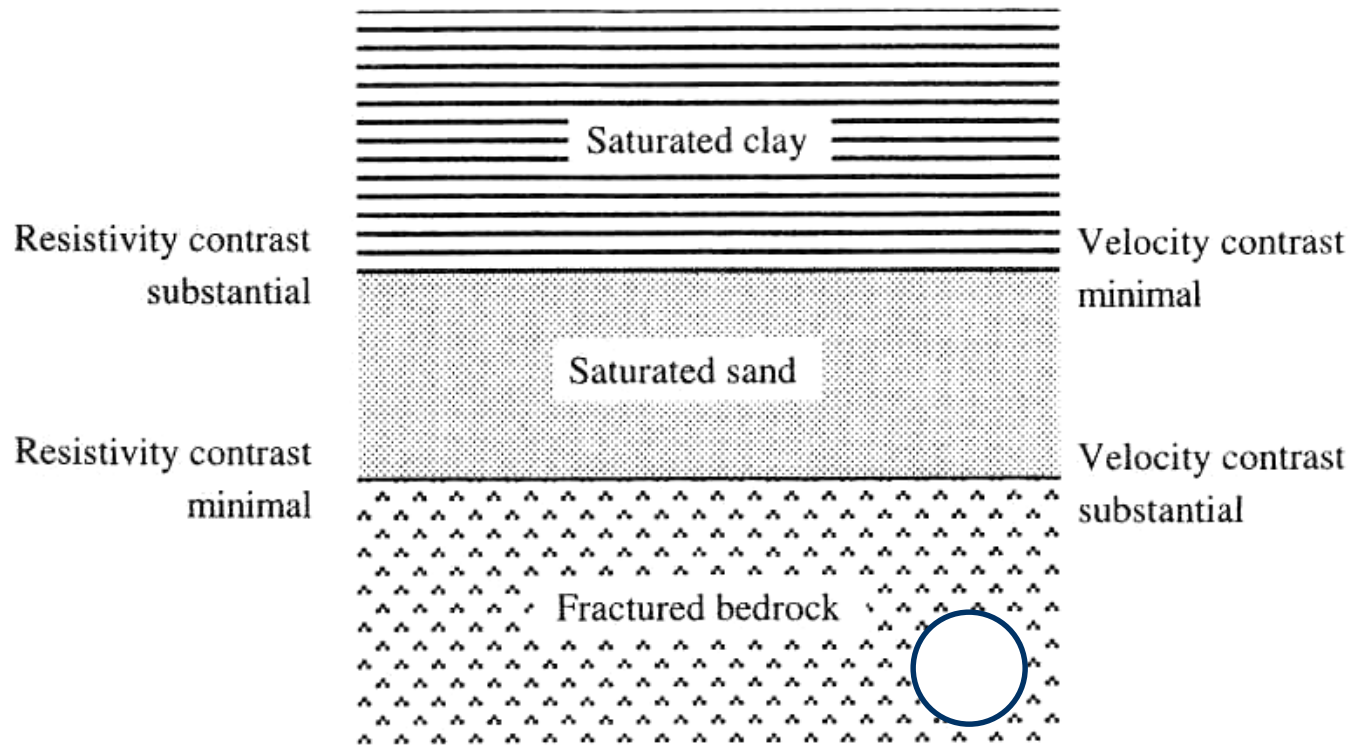 Saturated clay
Resistivity contrast
substantial
Velocity contrast
minimal
Saturated sand
Resistivity contrast
minimal
Velocity contrast
substantial
Fractured bedrock